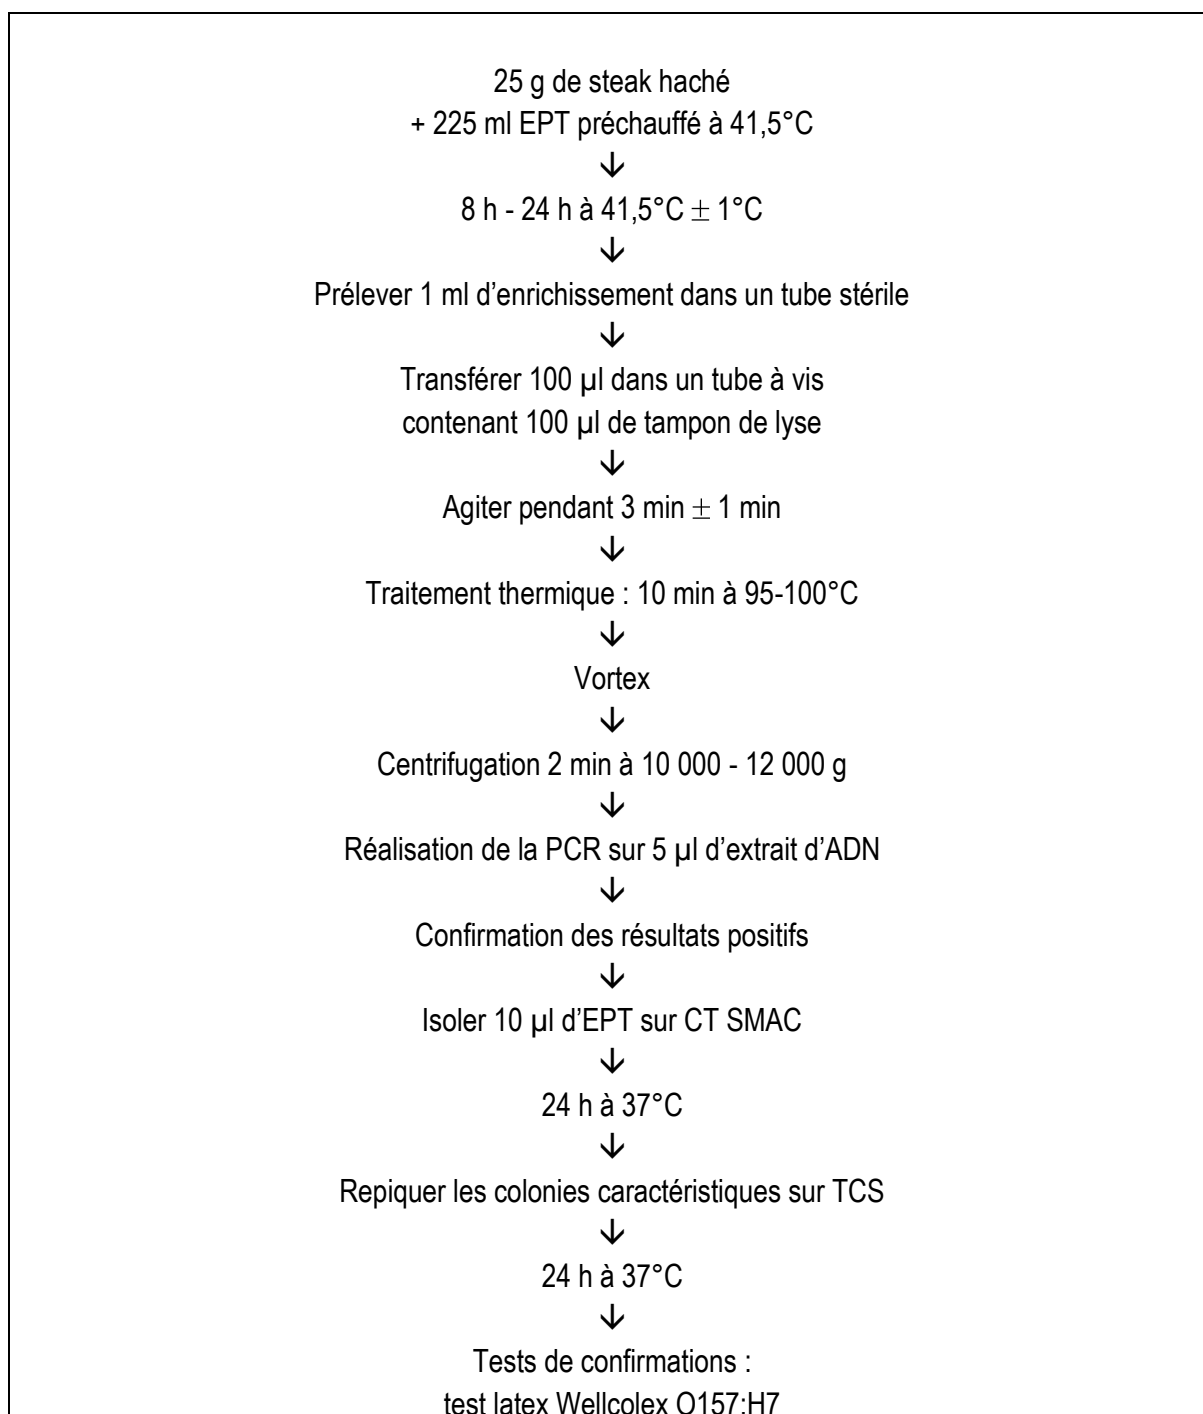 25 g de steak haché
+ 225 ml EPT préchauffé à 41,5°C
↓
8 h - 24 h à 41,5°C ± 1°C
↓
Prélever 1 ml d'enrichissement dans un tube stérile
↓
Transférer 100 µl dans un tube à vis
contenant 100 µl de tampon de lyse
↓
Agiter pendant 3 min ± 1 min
↓
Traitement thermique : 10 min à 95-100°C
↓
Vortex
↓
Centrifugation 2 min à 10 000 - 12 000 g
↓
Réalisation de la PCR sur 5 µl d'extrait d'ADN
↓
Confirmation des résultats positifs
↓
Isoler 10 µl d'EPT sur CT SMAC
↓
24 h à 37°C
↓
Repiquer les colonies caractéristiques sur TCS
↓
24 h à 37°C
↓
Tests de confirmations :
test latex Wellcolex O157:H7